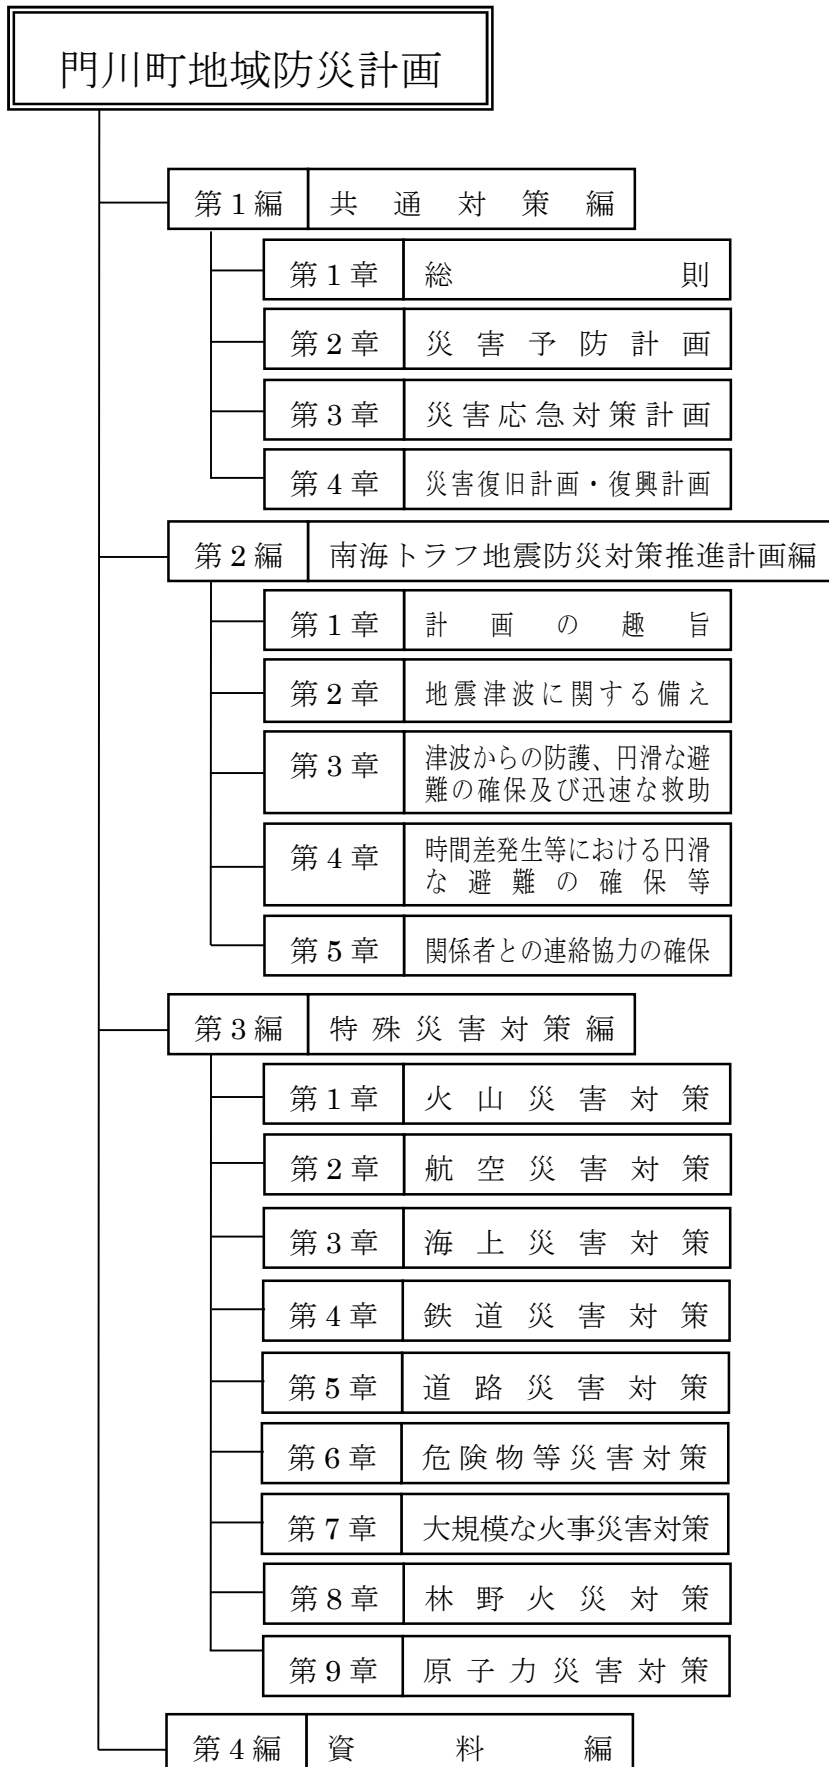 門川町地域防災計画
第1編 共通対策編
第1章 総則
第2章 災害予防計画
第3章 災害応急対策計画
第4章 災害復旧計画・復興計画
第2編 南海トラフ地震防災対策推進計画編
第1章 計画の趣旨
第2章 地震津波に関する備え
第3章 津波からの防護、円滑な避
難の確保及び迅速な救助
第4章 時間差発生等における円滑
な避難の確保等
第5章 関係者との連絡協力の確保
第3編 特殊災害対策編
第1章 火山災害対策
第2章 航空災害対策
第3章 海上災害対策
第4章 鉄道災害対策
第5章 道路災害対策
第6章 危険物等災害対策
第7章 大規模な火事災害対策
第8章 林野火災対策
第9章 原子力災害対策
第4編 資料編